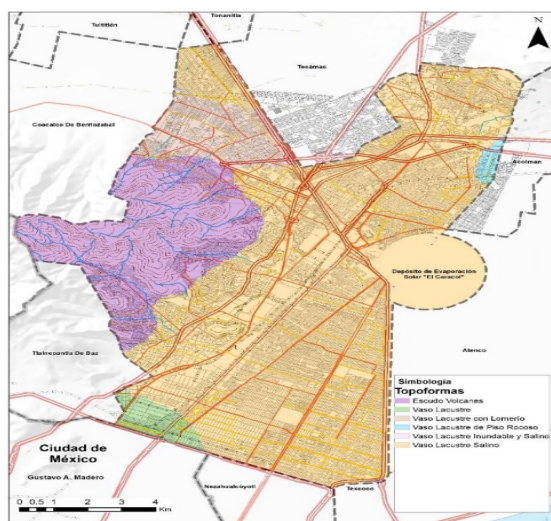 Tultitlán
Tonanitla
N
Tecámac
Coacalco De Berriozabal
Acolman
Depósito de Evaporación
Solar "El Caracol"
Tlalnepantla De Baz
Atenco
Simbología
Topoformas
Escudo Volcanes
Vaso Lacustre
Vaso Lacustre con Lomerío
Vaso Lacustre de Piso Rocoso
Vaso Lacustre Inundable y Salino
Vaso Lacustre Salino
Ciudad de
México
Gustavo A. Madero
Nezahualcóyotl
Texcoco
0 0.5 1 2 3 4
Km